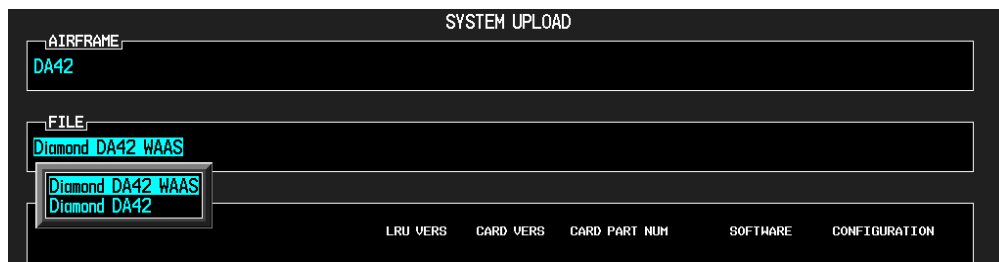 SYSTEM UPLOAD
AIRFRAME
DA42
FILE
Diamond DA42 WAAS
Diamond DA42 WAAS
Diamond DA42
LRU VERS CARD VERS CARD PART NUM SOFTWARE CONFIGURATION